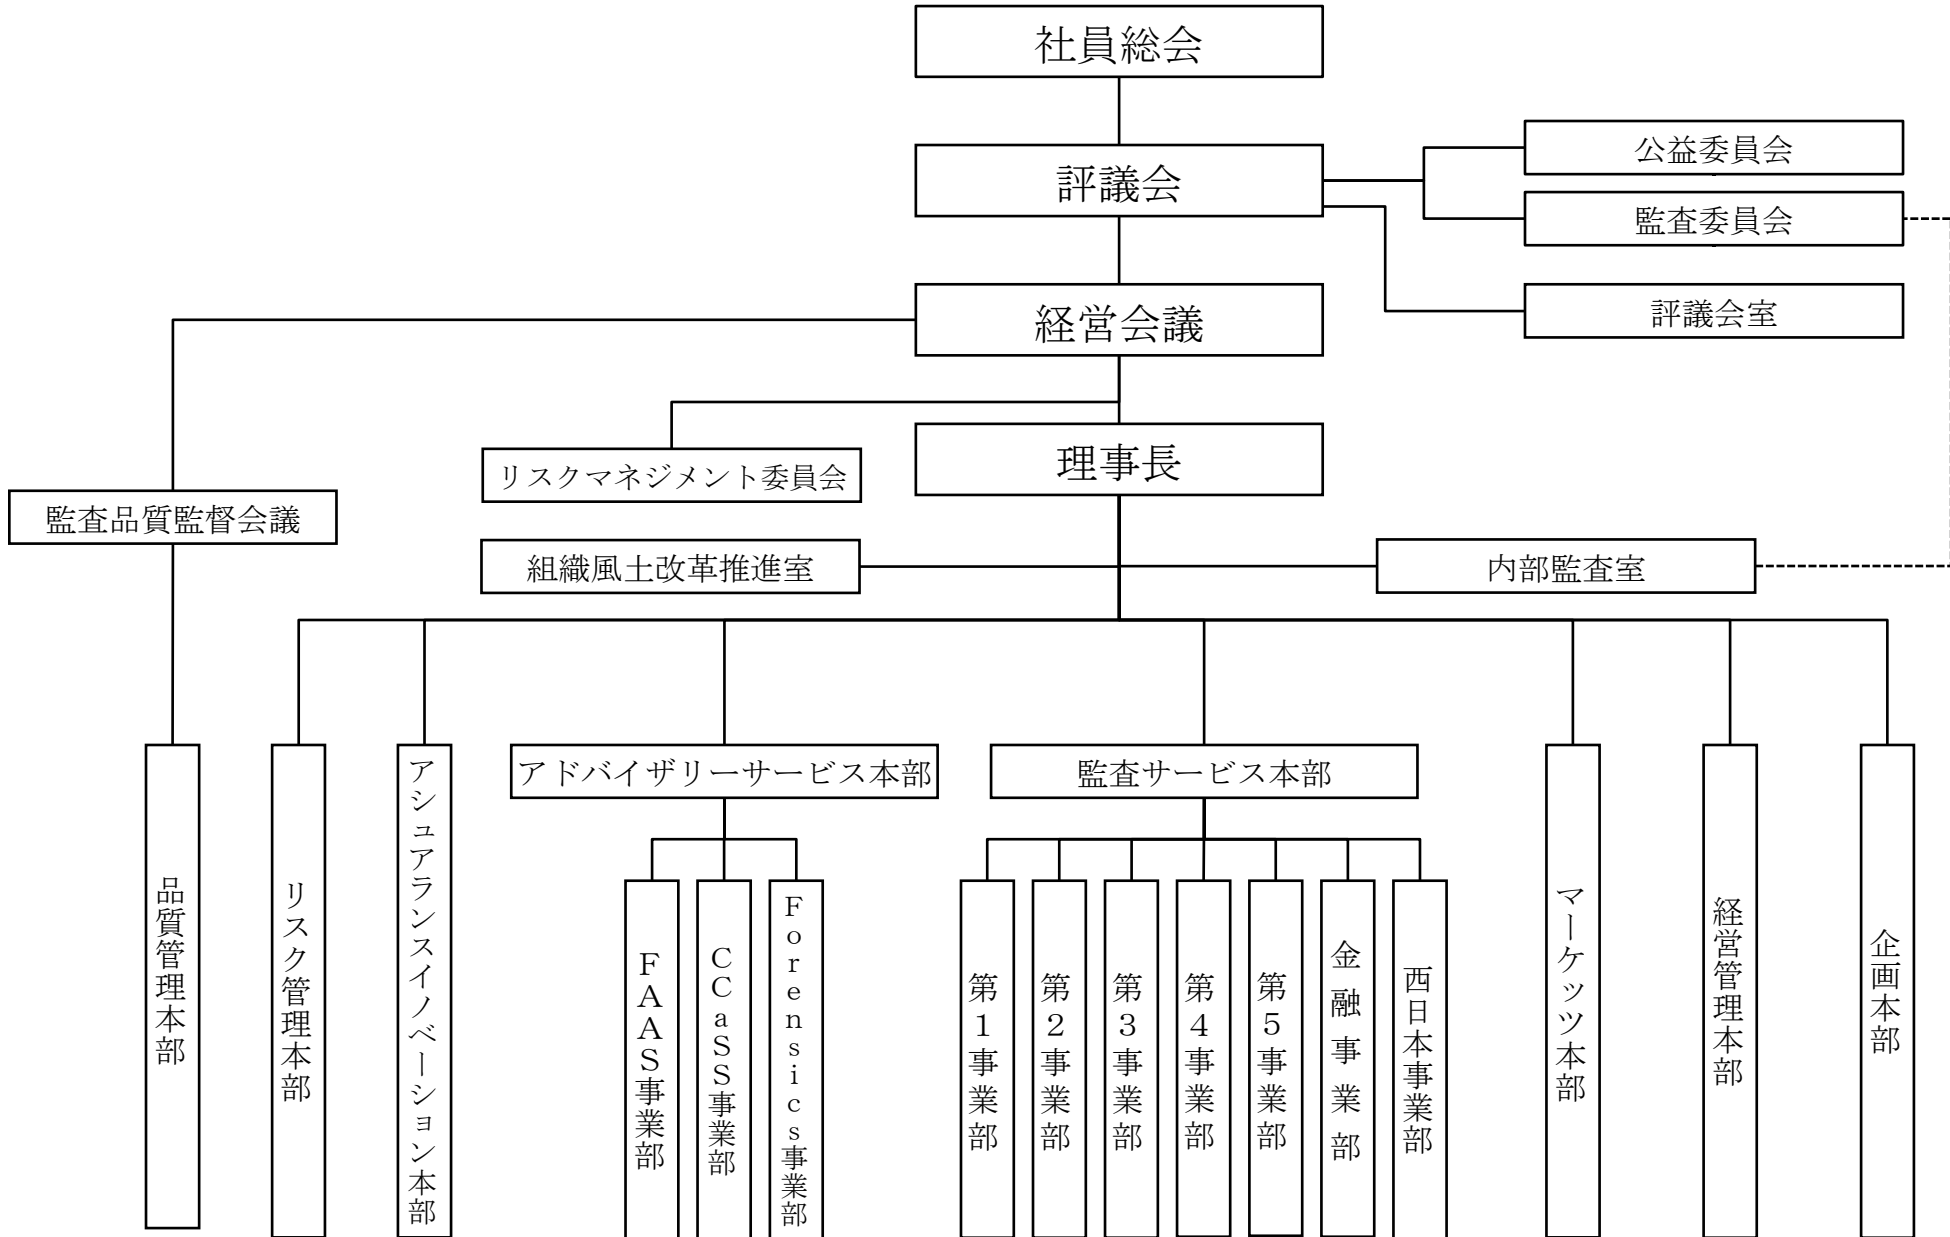 社員総会
評議会
公益委員会
監査委員会
経営会議
評議会室
理事長
リスクマネジメント委員会
監査品質監督会議
組織風土改革推進室
内部監査室
品質管理本部
リスク管理本部
アシュアランスイノベーション本部
アドバイザリーサービス本部
FAAS事業部
CCaSS事業部
Forensics事業部
監査サービス本部
第1事業部
第2事業部
第3事業部
第4事業部
第5事業部
金融事業部
西日本事業部
マーケッツ本部
経営管理本部
企画本部